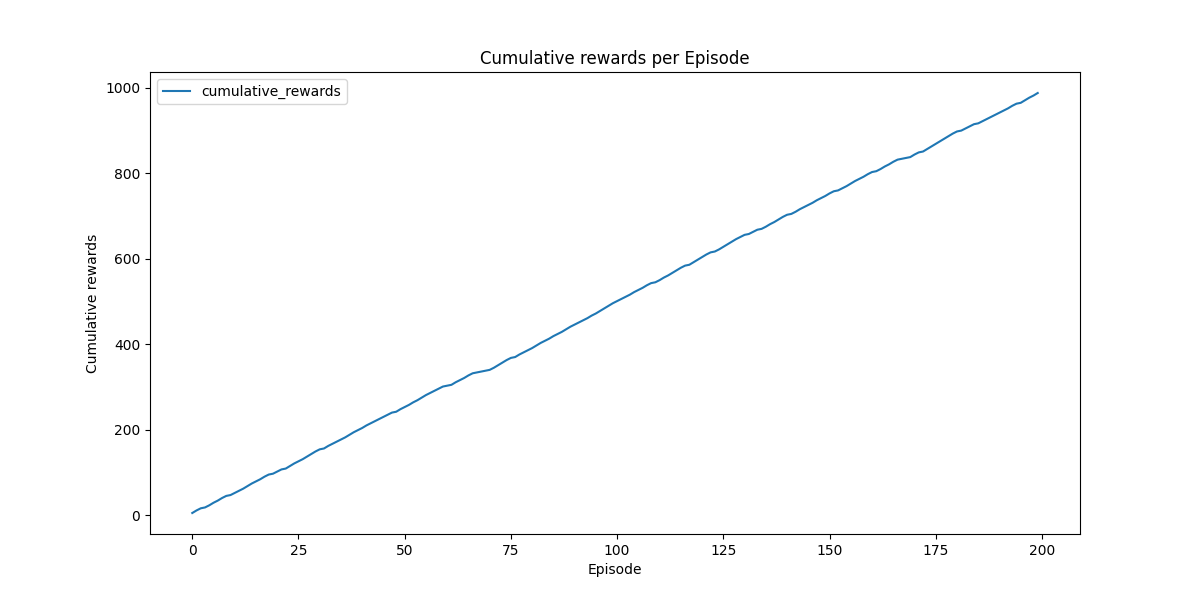 Cumulative rewards per Episode
cumulative_rewards
1000
800
600
400
200
0
Cumulative rewards
0 25 50 75 100 125 150 175 200
Episode